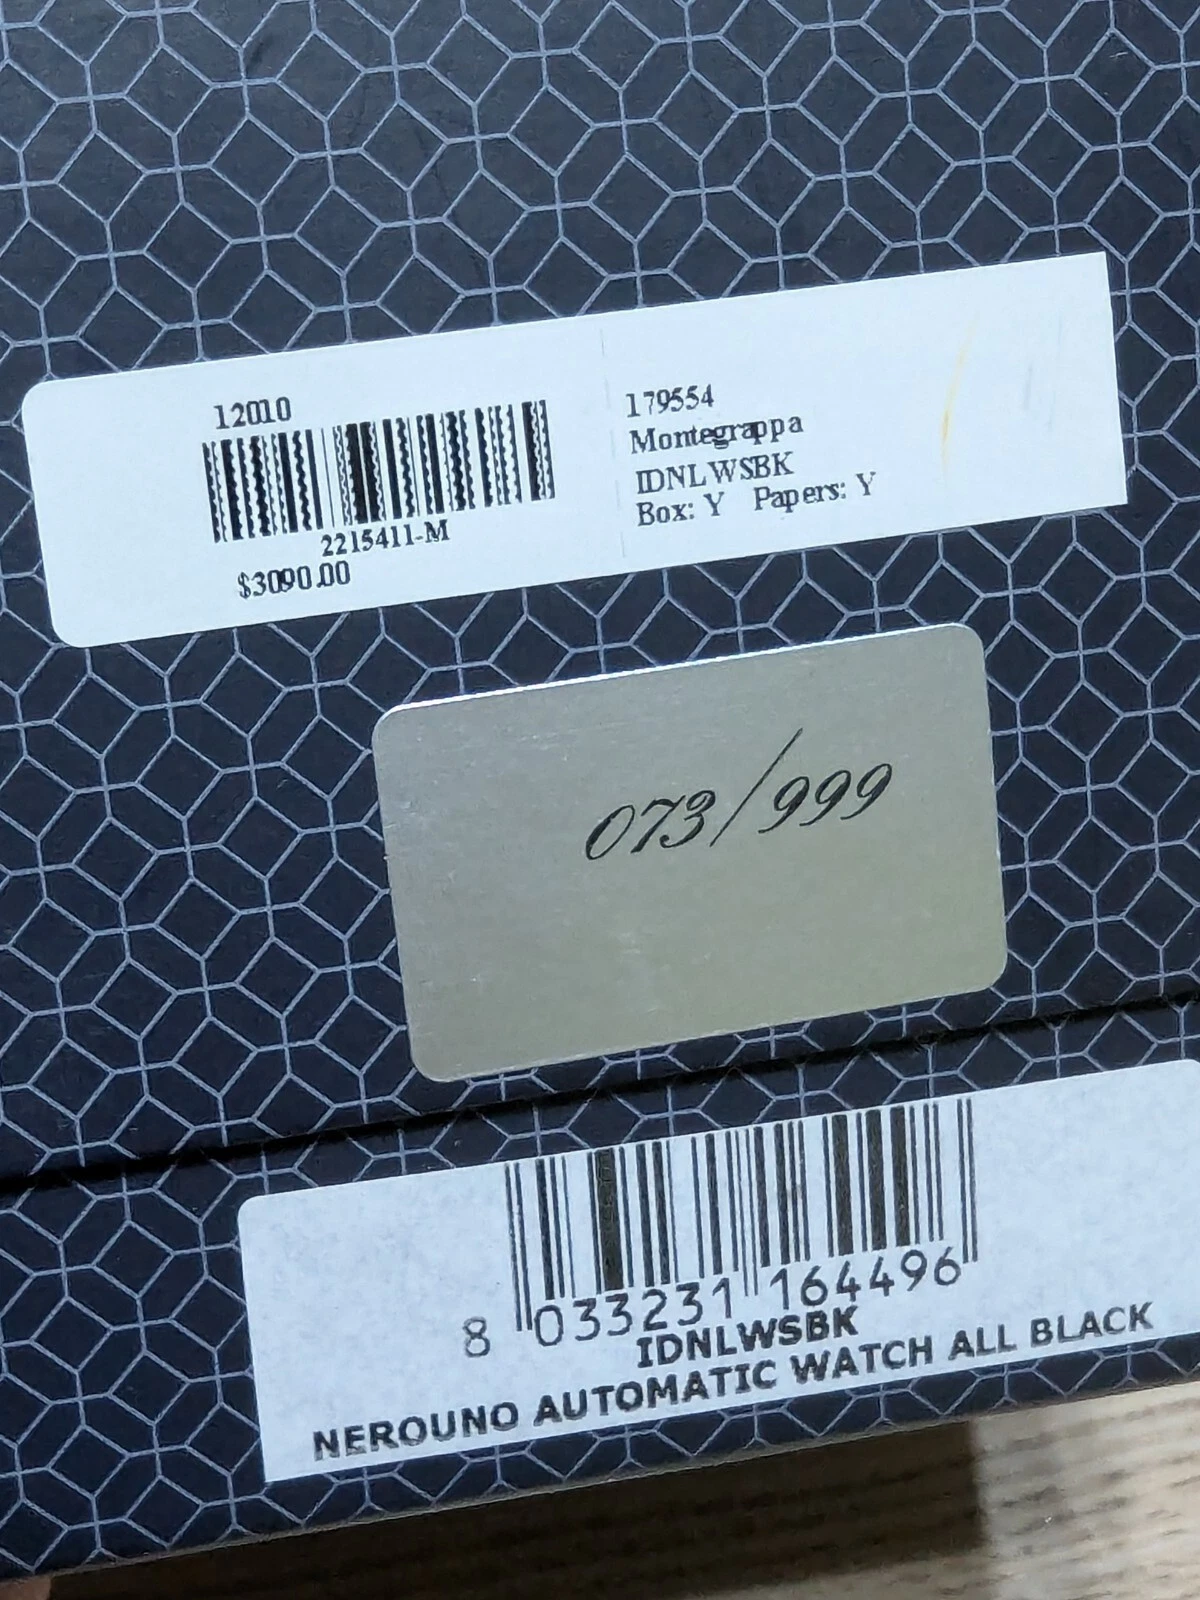 12010
2215411-M
$3090.00
179554
Montegrappa
IDNLWSBK
Box: Y Papers: Y
073/999
8 033231 164496
IDNLWSBK
NEROUNO AUTOMATIC WATCH ALL BLACK